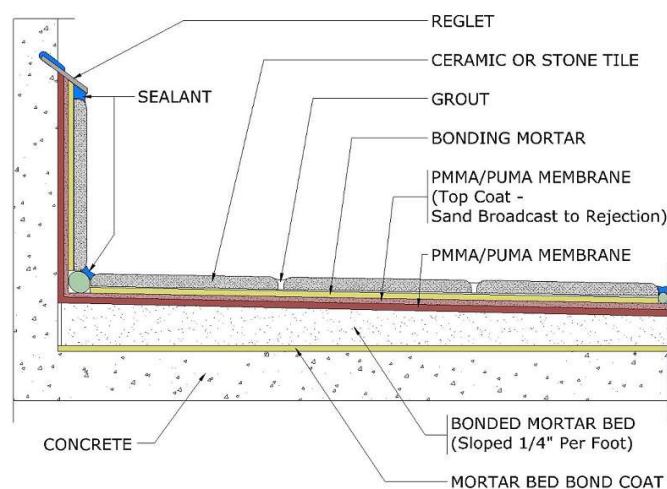 REGLET
CERAMIC OR STONE TILE
SEALANT
GROUT
BONDING MORTAR
PMMA/PUMA MEMBRANE
(Top Coat -
Sand Broadcast to Rejection)
PMMA/PUMA MEMBRANE
BONDED MORTAR BED
(Sloped 1/4" Per Foot)
CONCRETE
MORTAR BED BOND COAT